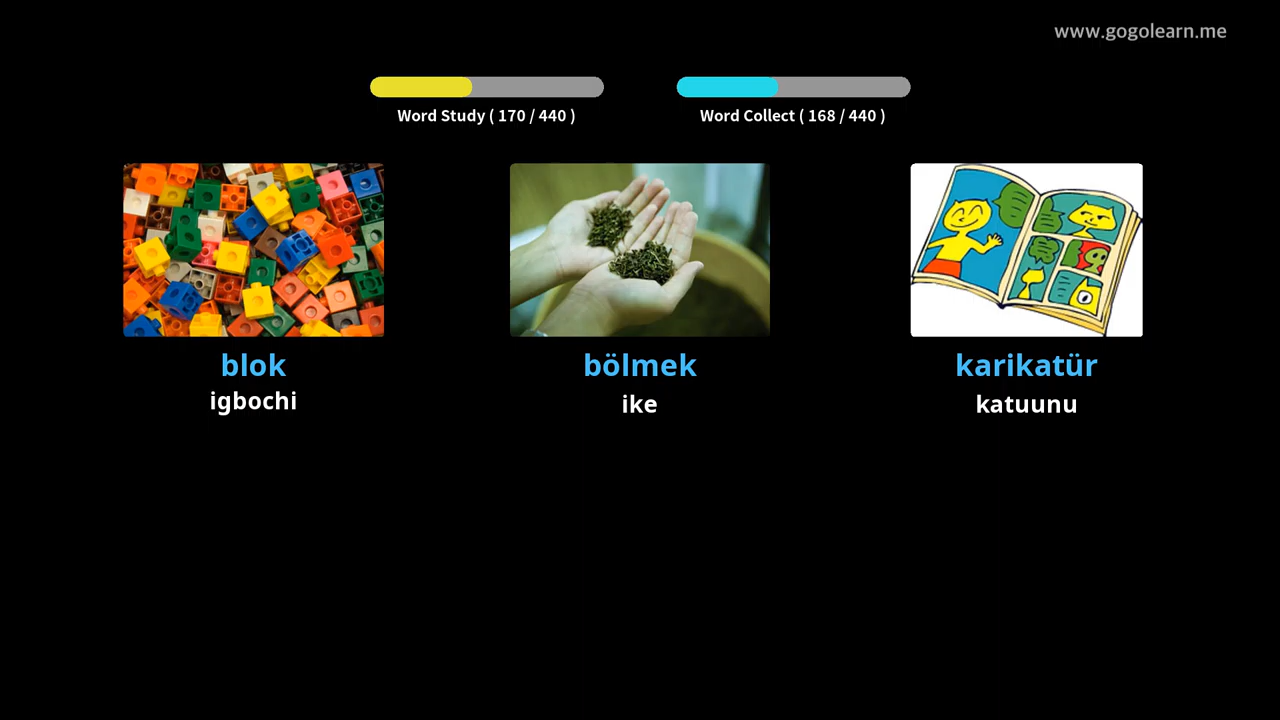 www.gogolearn.me
Word Study ( 170 / 440 )
Word Collect ( 168 / 440 )
blok
igbochi
bölmek
ike
karikatür
katuunu